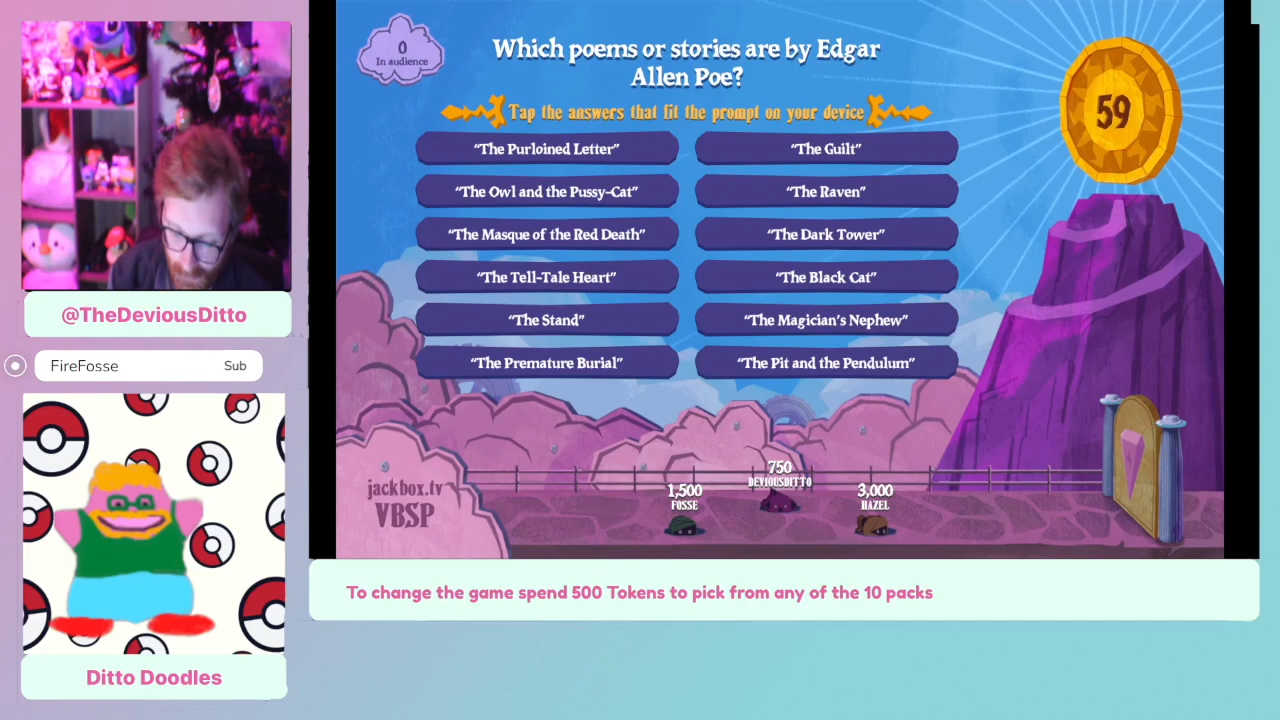 0
In audience
Which poems or stories are by Edgar
Allen Poe?
Tap the answers that fit the prompt on your device
59
"The Purloined Letter"
"The Guilt"
"The Owl and the Pussy-Cat"
"The Raven"
"The Masque of the Red Death"
"The Dark Tower"
"The Tell-Tale Heart"
"The Black Cat"
"The Stand"
"The Magician's Nephew"
"The Premature Burial"
"The Pit and the Pendulum"
@TheDeviousDitto
FireFosse Sub
jackbox.tv
VBSP
1,500
FOSSE
750
DEVIOUSDITTO
3,000
HAZEL
To change the game spend 500 Tokens to pick from any of the 10 packs
Ditto Doodles